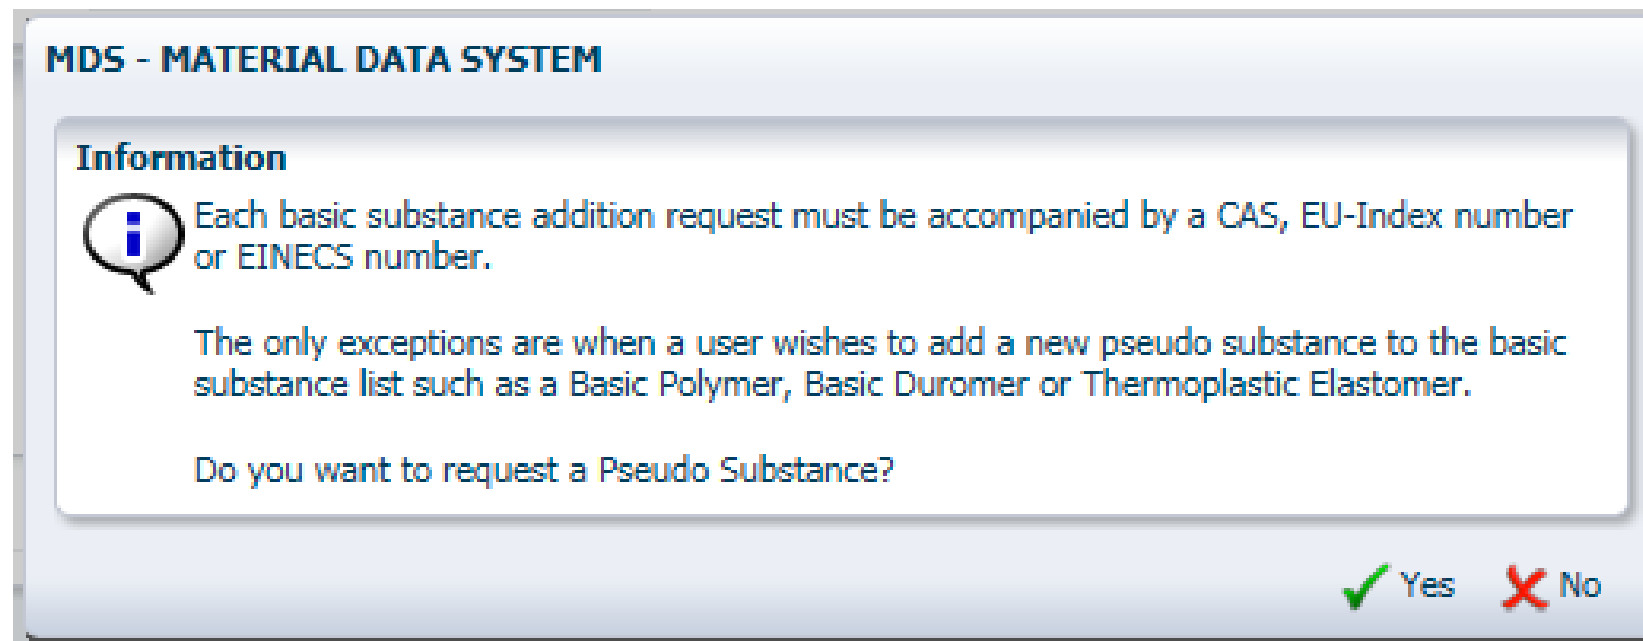 MDS - MATERIAL DATA SYSTEM
Information
Each basic substance addition request must be accompanied by a CAS, EU-Index number
or EINECS number.
The only exceptions are when a user wishes to add a new pseudo substance to the basic
substance list such as a Basic Polymer, Basic Duromer or Thermoplastic Elastomer.
Do you want to request a Pseudo Substance?
Yes No